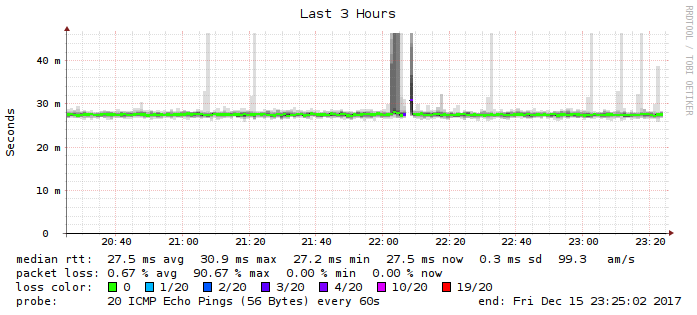 Last 3 Hours
RRDTOOL / TOBI OETIKER
Seconds
40 m
30 m
20 m
10 m
0
20:40 21:00 21:20 21:40 22:00 22:20 22:40 23:00 23:20
median rtt: 27.5 ms avg 30.9 ms max 27.2 ms min 27.5 ms now 0.3 ms sd 99.3 am/s
packet loss: 0.67 % avg 90.67 % max 0.00 % min 0.00 % now
loss color: 0 1/20 2/20 3/20 4/20 10/20 19/20
probe: 20 ICMP Echo Pings (56 Bytes) every 60s end: Fri Dec 15 23:25:02 2017